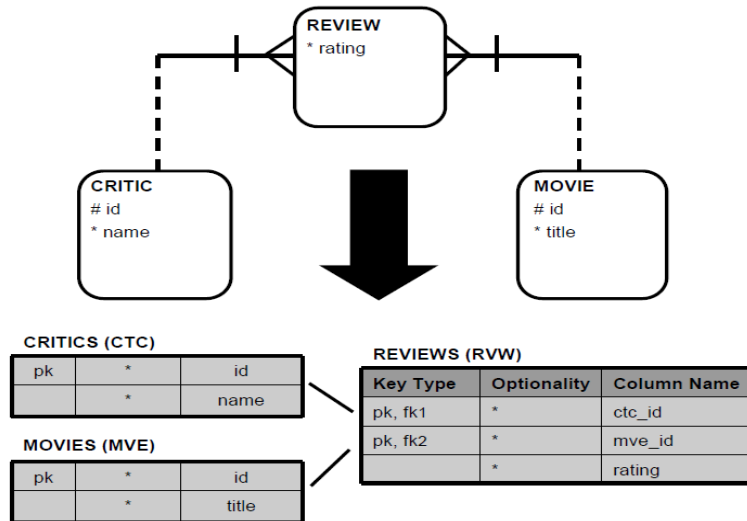 REVIEW
* rating
CRITIC
# id
* name
MOVIE
# id
* title
CRITICS (CTC)
pk * id
* name
MOVIES (MVE)
pk * id
* title
REVIEWS (RVW)
Key Type Optionality Column Name
pk, fk1 * ctc_id
pk, fk2 * mve_id
* rating